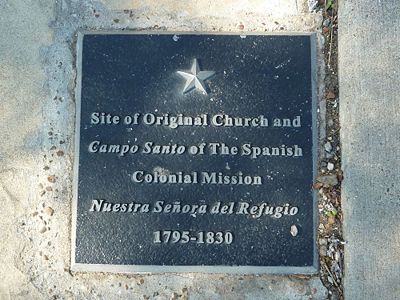 Site of Original Church and
Campo Santo of The Spanish
Colonial Mission
Nuestra Señora del Refugio
1795-1830